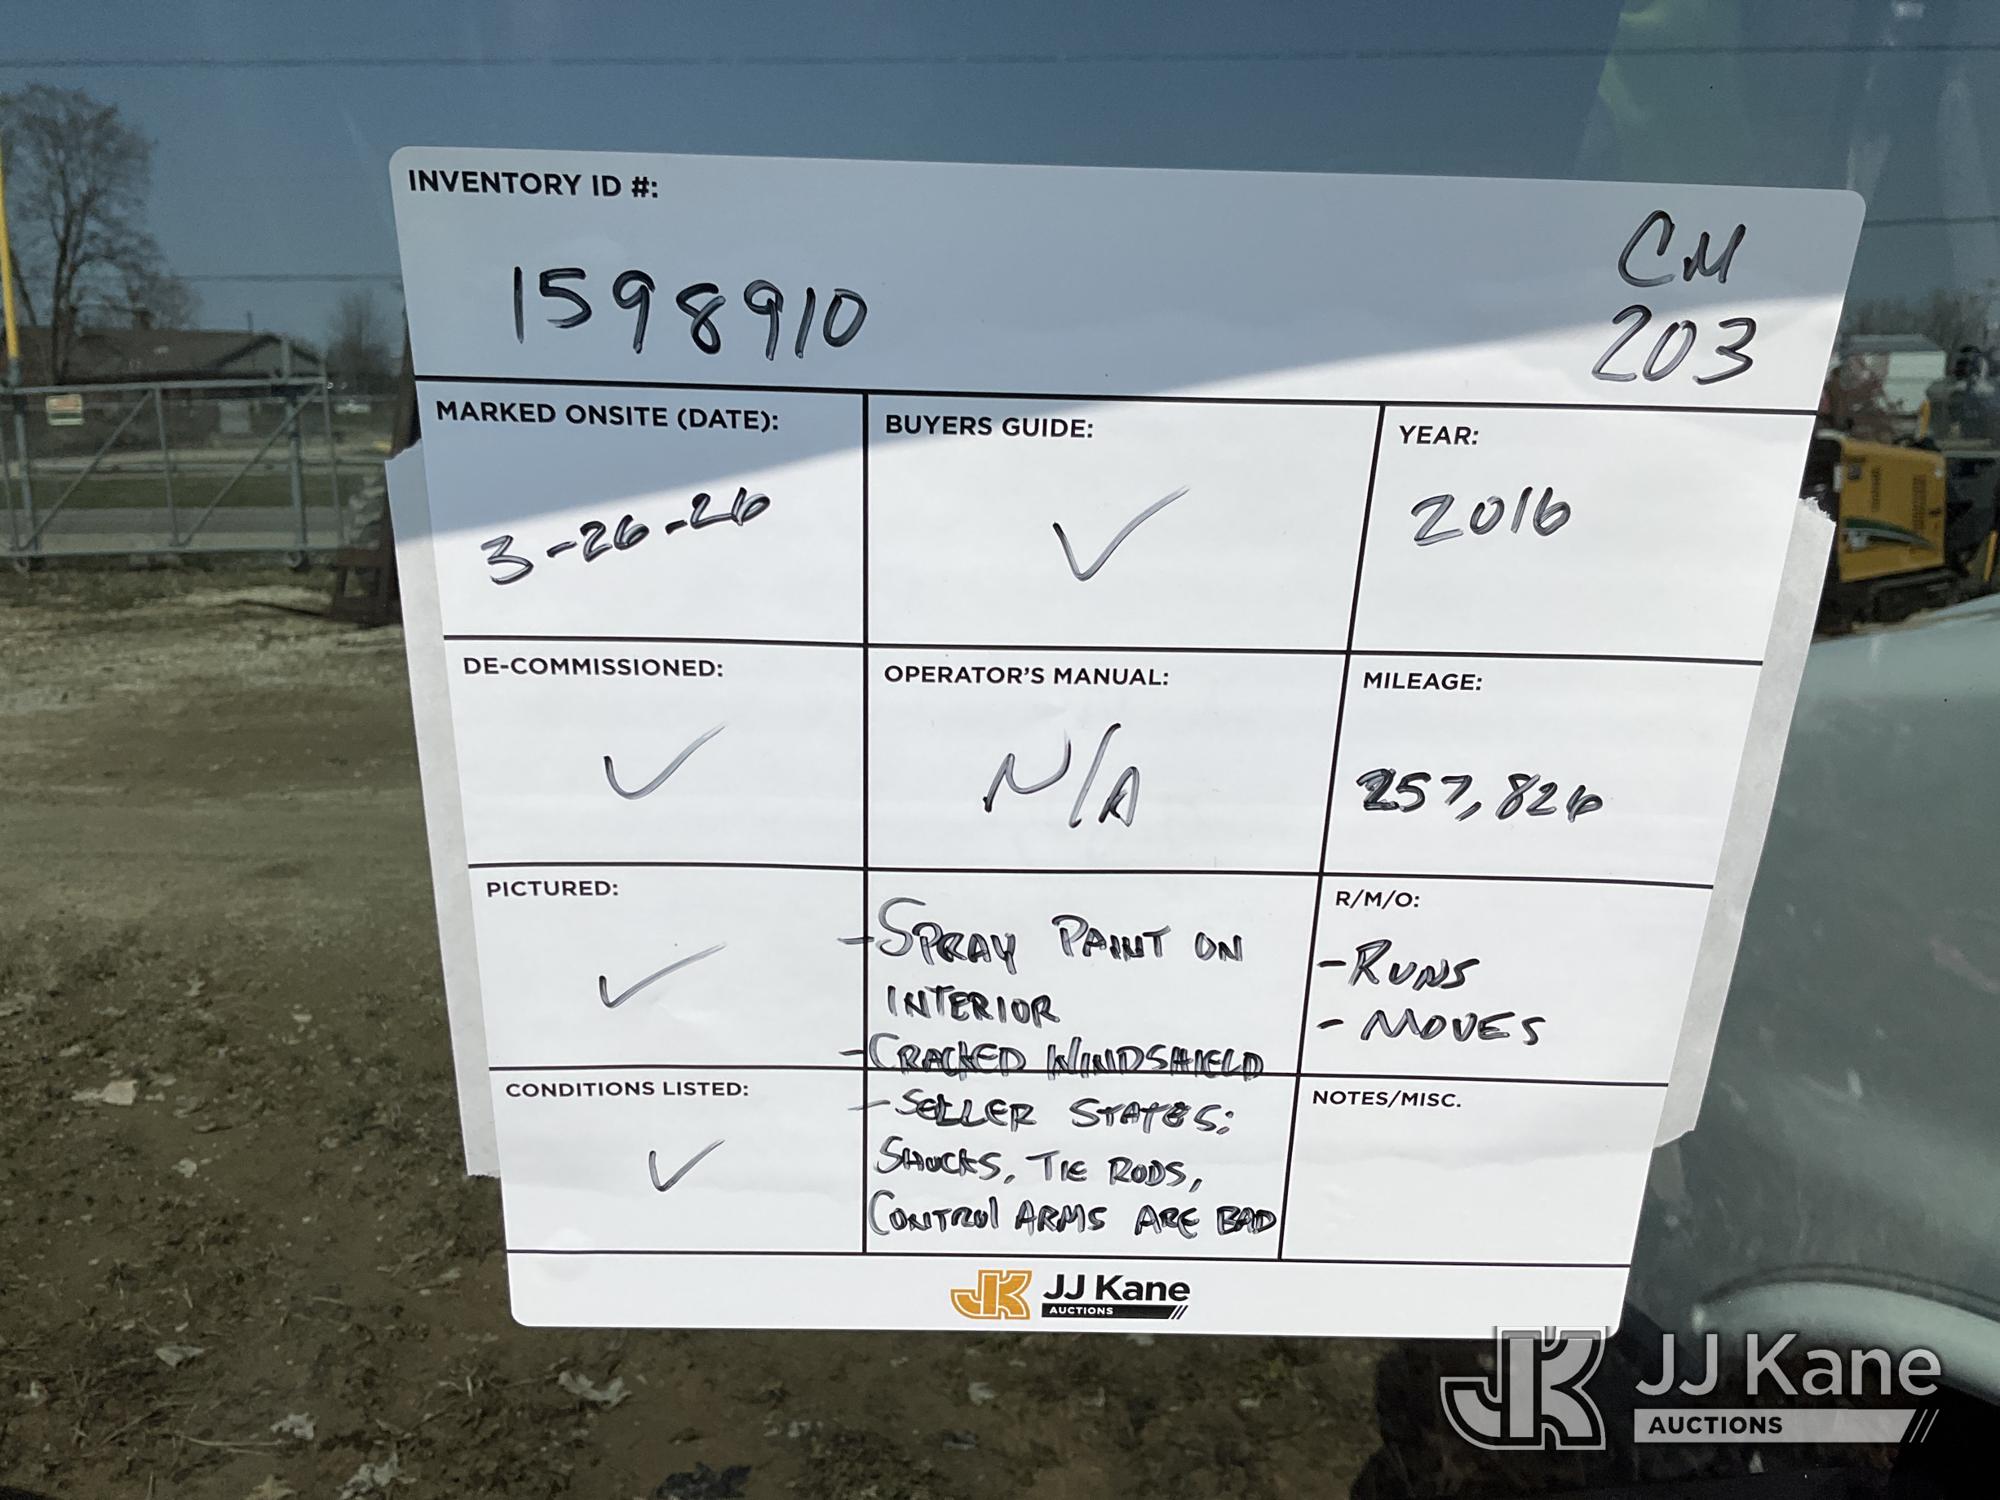 INVENTORY ID #:
1598910
CM
203
MARKED ONSITE (DATE):
3-26-26
BUYERS GUIDE:
✓
YEAR:
2016
DE-COMMISSIONED:
✓
OPERATOR'S MANUAL:
N/A
MILEAGE:
257,826
PICTURED:
✓
- SPRAY PAINT ON
INTERIOR
- CRACKED WINDSHIELD
- SELLER STATES:
SHOCKS, TIE RODS,
CONTROL ARMS ARE BAD
R/M/O:
- RUNS
- MOVES
CONDITIONS LISTED:
✓
NOTES/MISC.
JK JJ Kane
AUCTIONS
JK JJ Kane
AUCTIONS